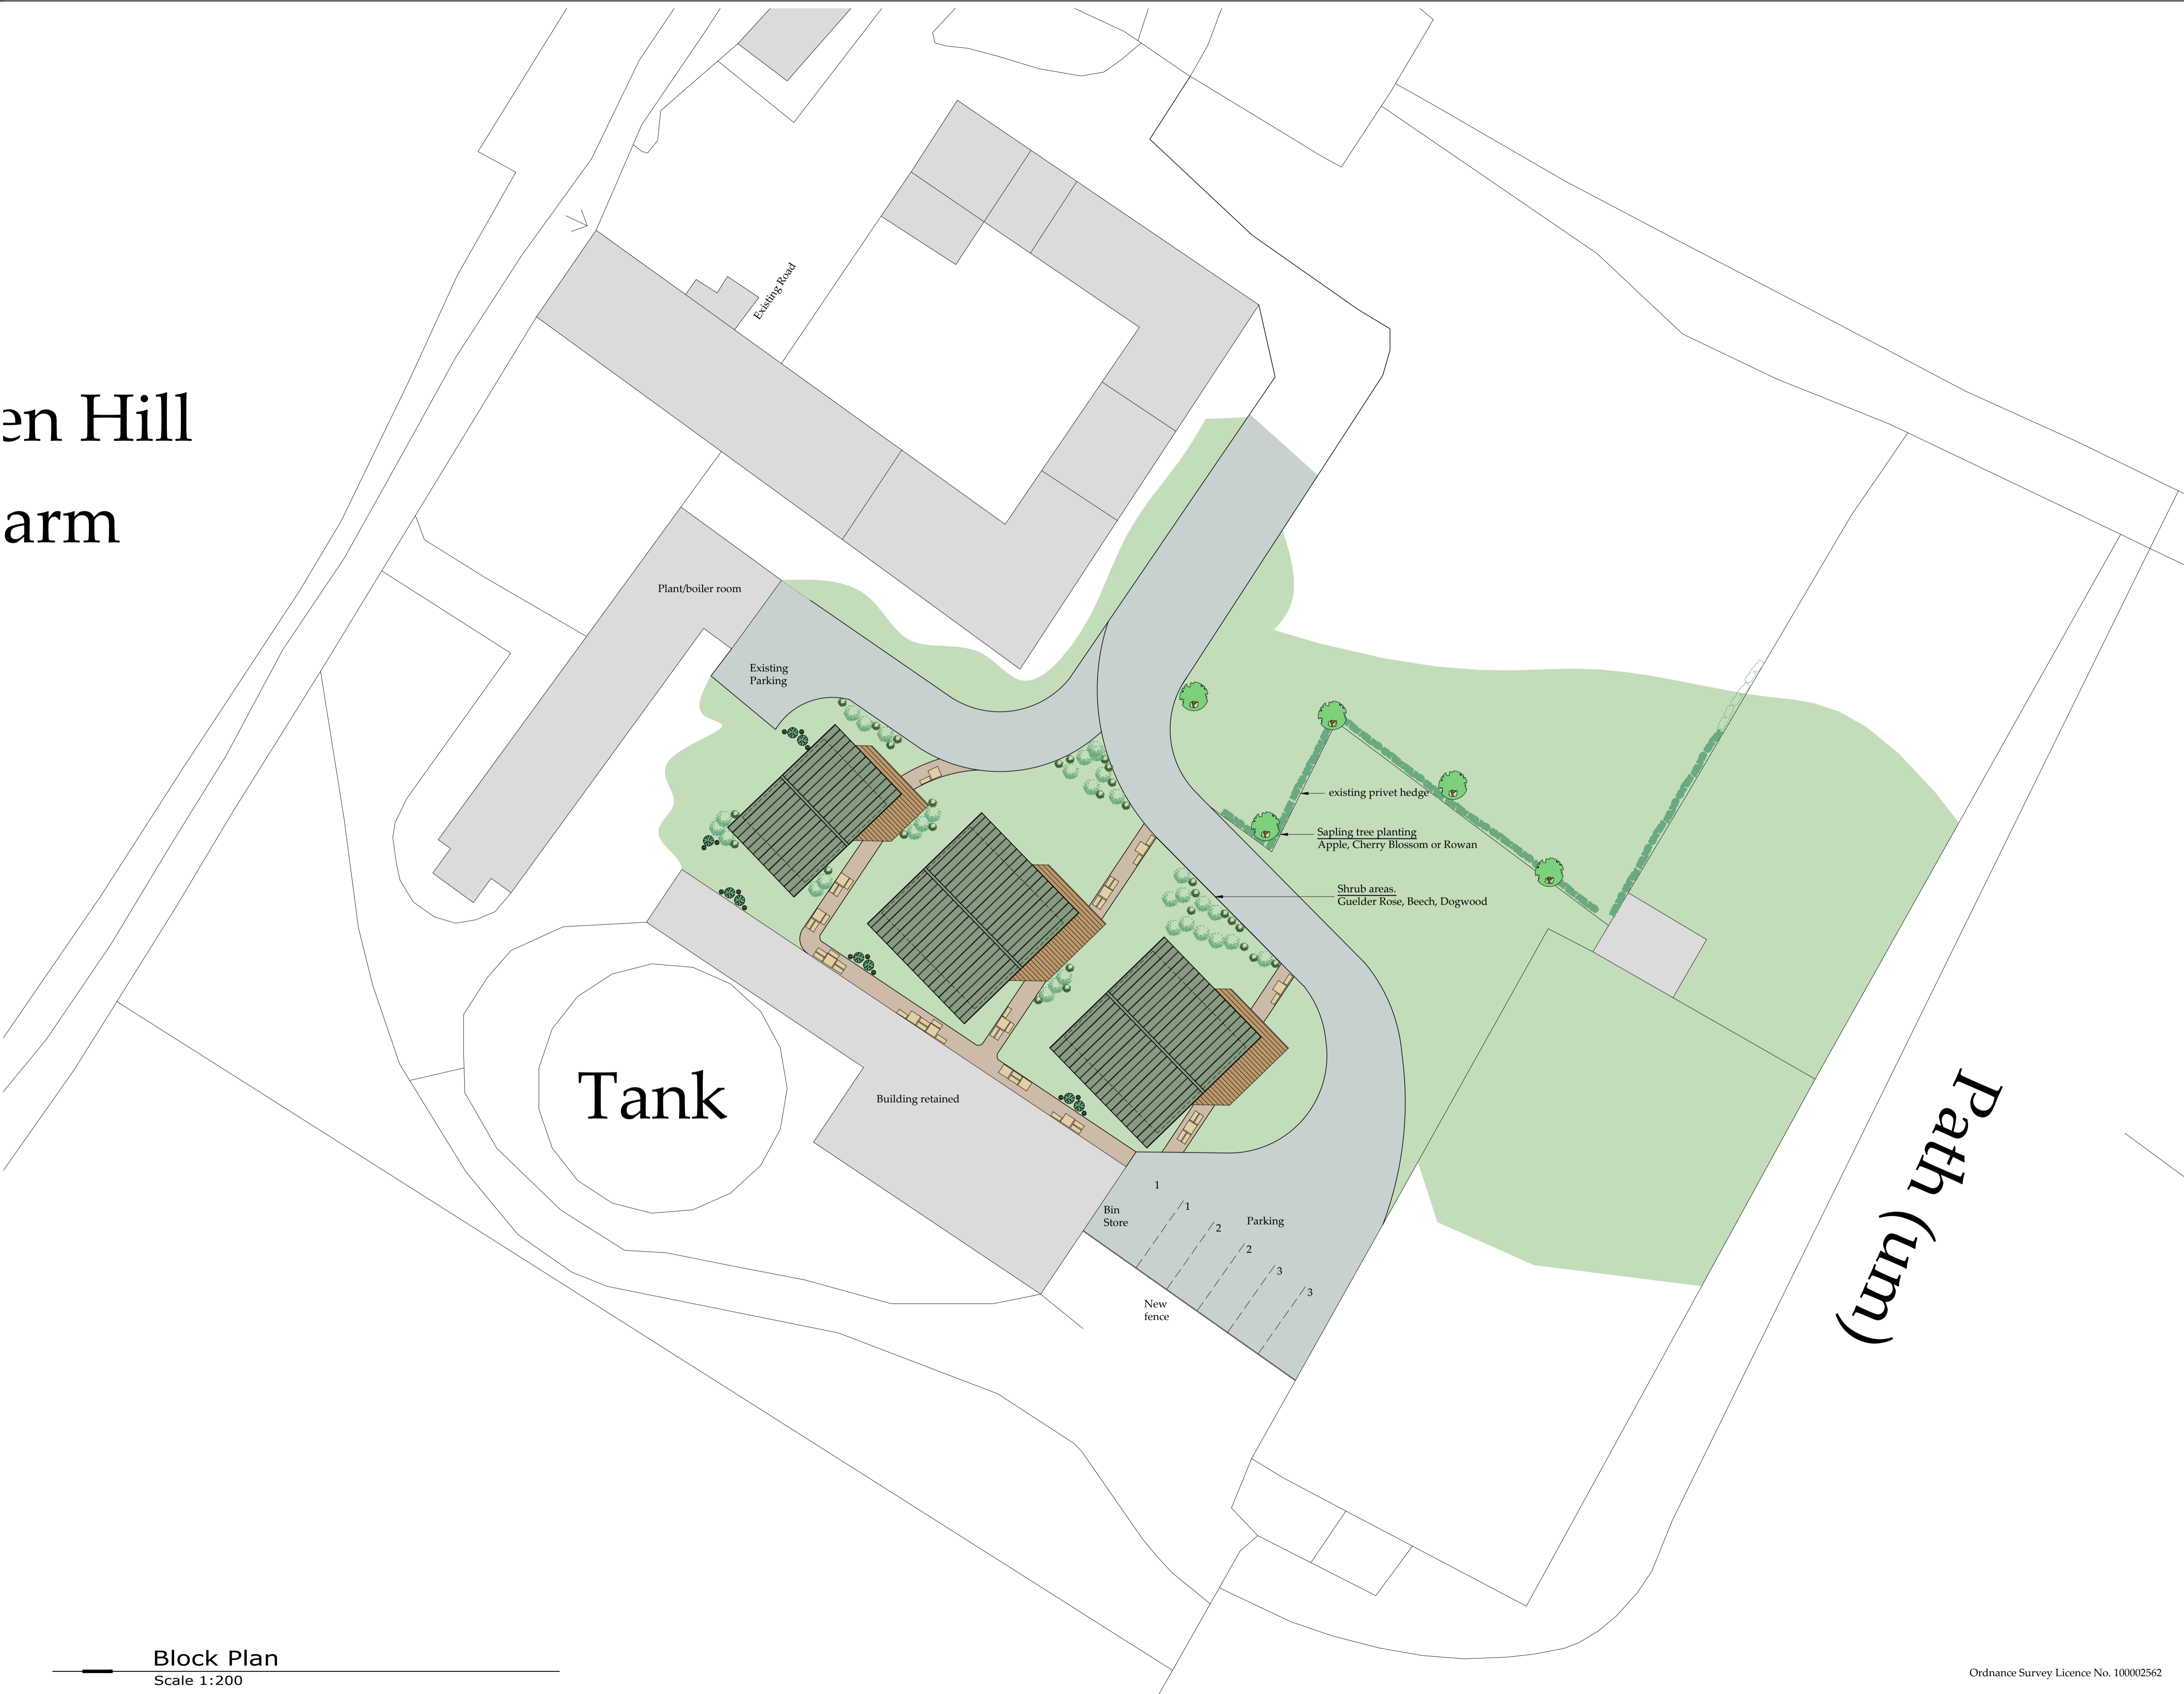 en Hill
arm
Existing Road
Plant/boiler room
Existing
Parking
existing privet hedge
Sapling tree planting
Apple, Cherry Blossom or Rowan
Shrub areas.
Guelder Rose, Beech, Dogwood
Tank
Building retained
Path (um)
1
Bin
Store
1
Parking
2
2
3
3
New
fence
Block Plan
Scale 1:200
Ordnance Survey Licence No. 100002562